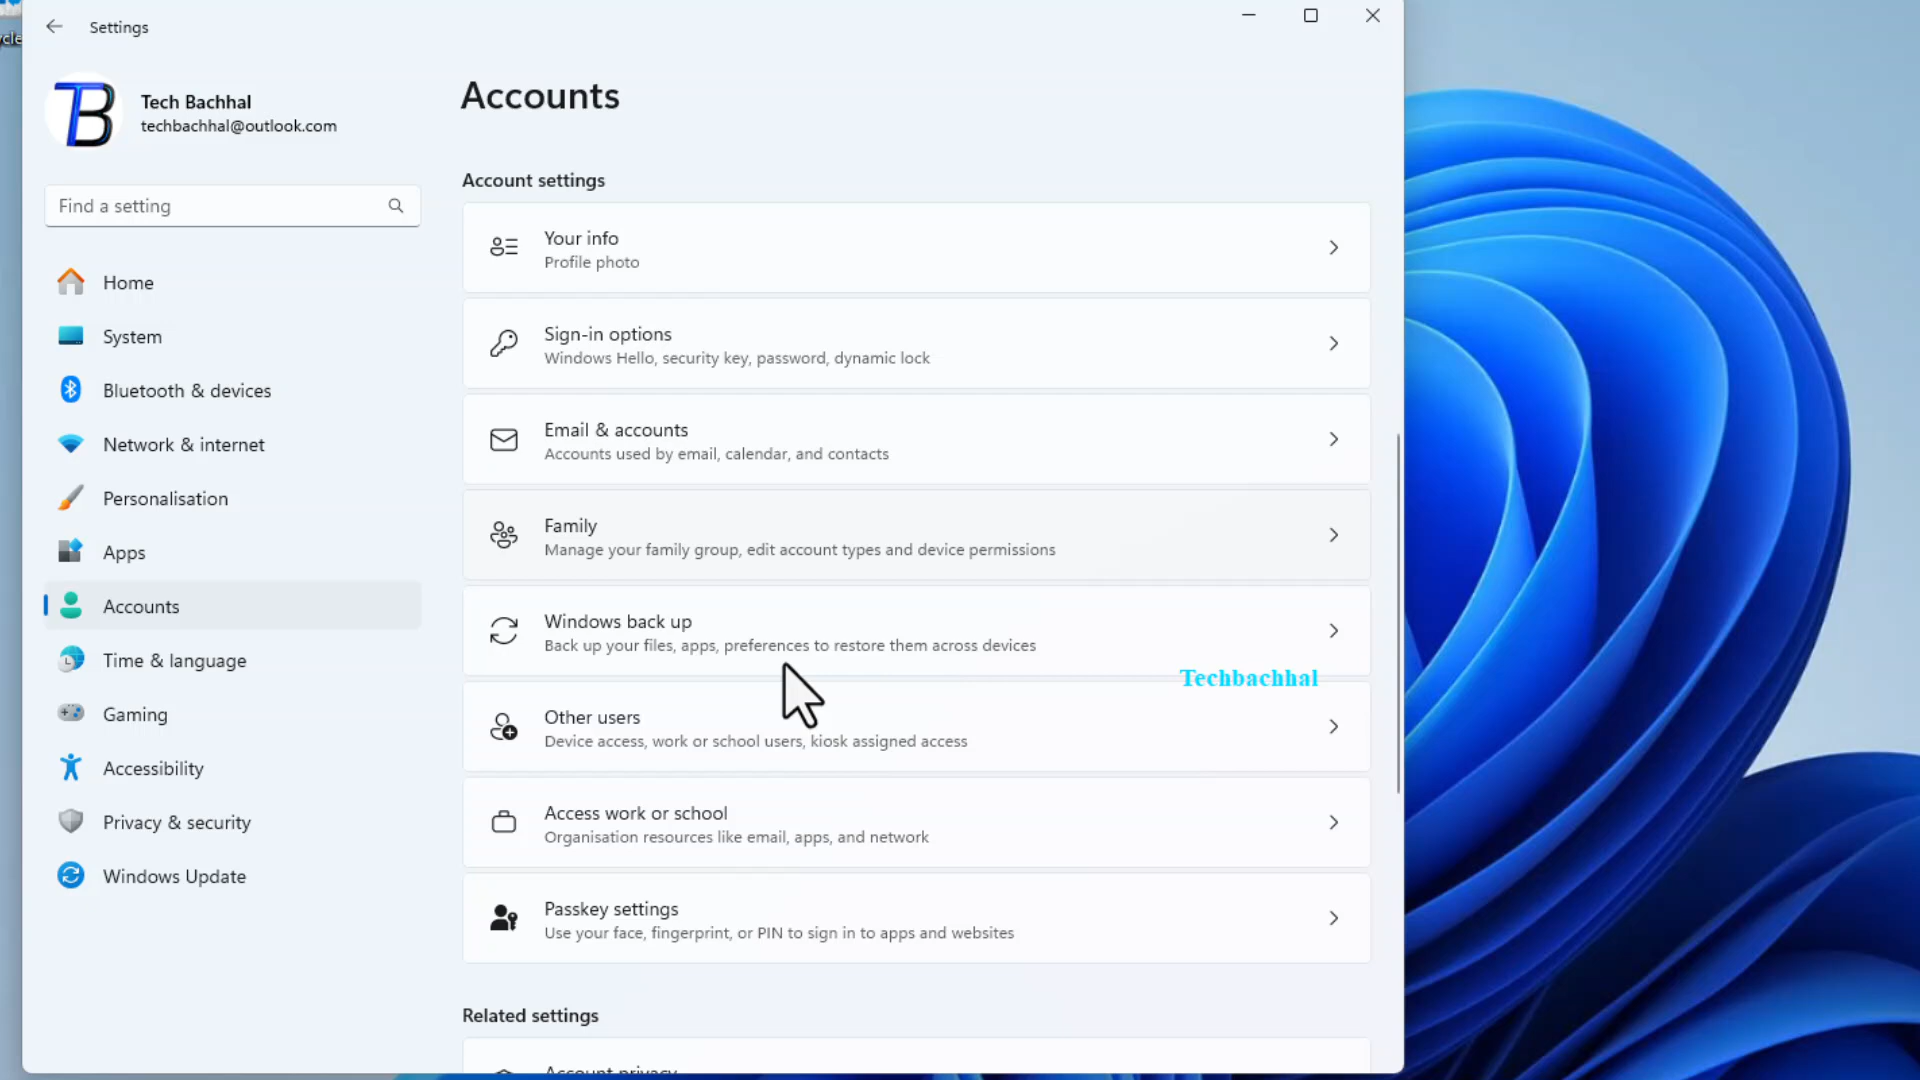 cle
Settings
TB
Tech Bachhal
techbachhal@outlook.com
Find a setting
Home
System
Bluetooth & devices
Network & internet
Personalisation
Apps
Accounts
Time & language
Gaming
Accessibility
Privacy & security
Windows Update
Accounts
Account settings
Your info
Profile photo
Sign-in options
Windows Hello, security key, password, dynamic lock
Email & accounts
Accounts used by email, calendar, and contacts
Family
Manage your family group, edit account types and device permissions
Windows back up
Back up your files, apps, preferences to restore them across devices
Techbachhal
Other users
Device access, work or school users, kiosk assigned access
Access work or school
Organisation resources like email, apps, and network
Passkey settings
Use your face, fingerprint, or PIN to sign in to apps and websites
Related settings
Account privacy